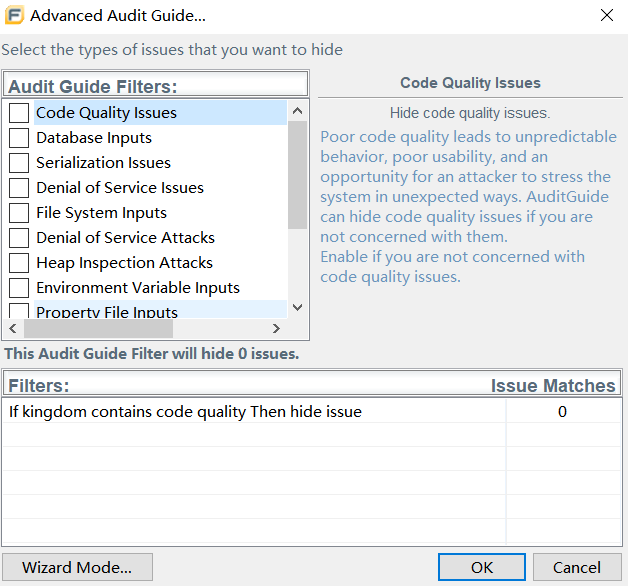 Advanced Audit Guide...
Select the types of issues that you want to hide
Audit Guide Filters:
Code Quality Issues
Database Inputs
Serialization Issues
Denial of Service Issues
File System Inputs
Denial of Service Attacks
Heap Inspection Attacks
Environment Variable Inputs
Property File Inputs
Code Quality Issues
Hide code quality issues.
Poor code quality leads to unpredictable
behavior, poor usability, and an
opportunity for an attacker to stress the
system in unexpected ways. AuditGuide
can hide code quality issues if you are
not concerned with them.
Enable if you are not concerned with
code quality issues.
This Audit Guide Filter will hide 0 issues.
Filters: Issue Matches
If kingdom contains code quality Then hide issue 0
Wizard Mode... OK Cancel